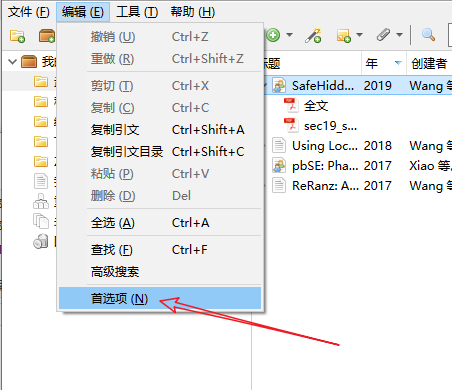 文件 (F) 编辑 (E) 工具 (T) 帮助 (H)
撤销 (U) Ctrl+Z
重做 (R) Ctrl+Shift+Z
剪切 (T) Ctrl+X
复制 (C) Ctrl+C
复制引文 Ctrl+Shift+A
复制引文目录 Ctrl+Shift+C
粘贴 (P) Ctrl+V
删除 (D) Del
全选 (A) Ctrl+A
查找 (F) Ctrl+F
高级搜索
首选项 (N)
标题 年 创建者
SafeHidd... 2019 Wang 等
全文
sec19_s...
Using Loc... 2018 Wang 等
pbSE: Pha... 2017 Xiao 等
ReRanz: A... 2017 Wang 等